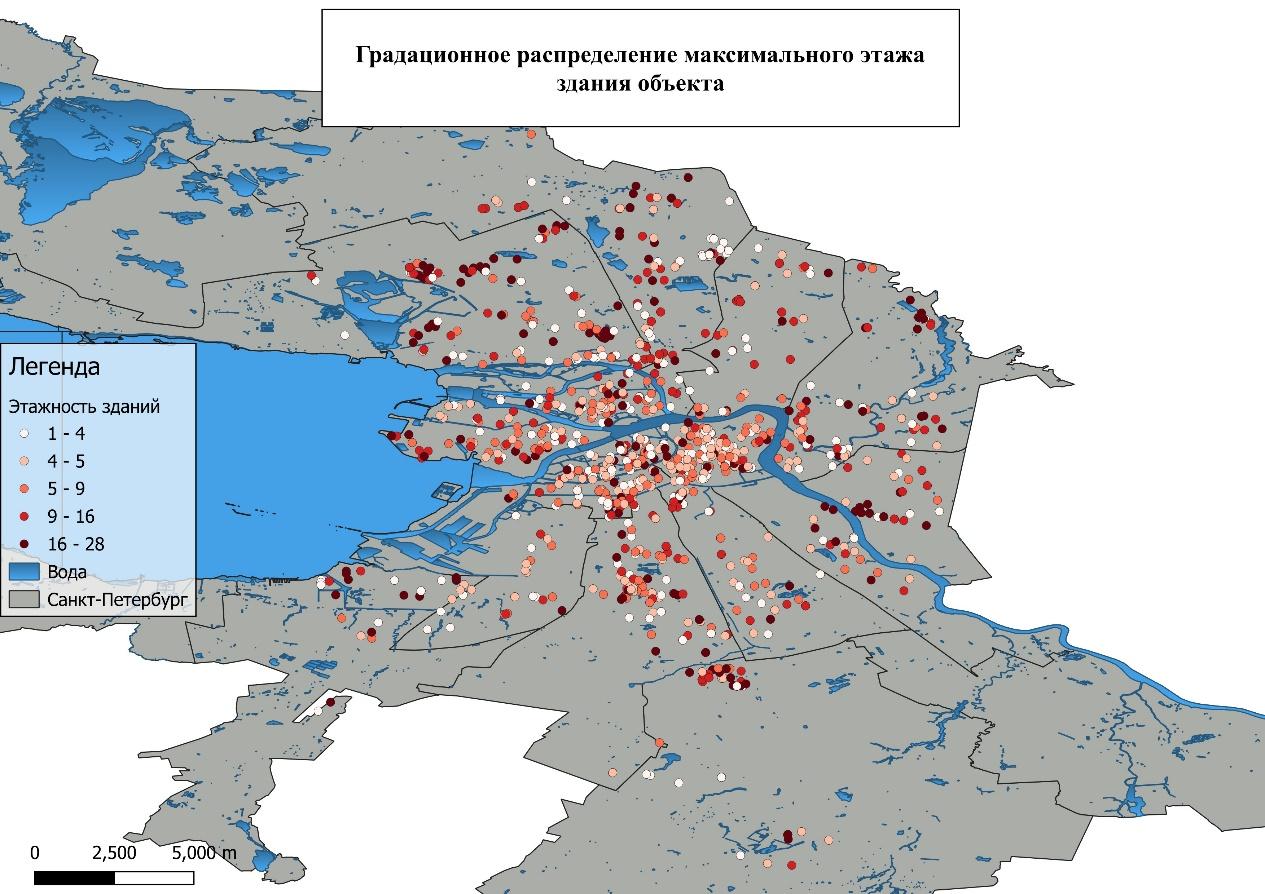 Градационное распределение максимального этажа
здания объекта
Легенда
Этажность зданий
1 - 4
4 - 5
5 - 9
9 - 16
16 - 28
Вода
Санкт-Петербург
0 2,500 5,000 m